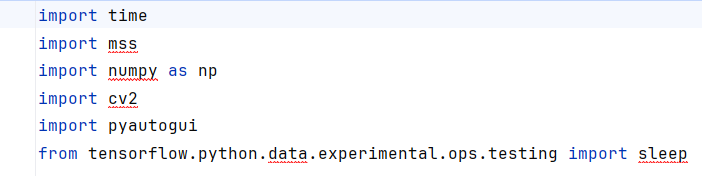 import time
import mss
import numpy as np
import cv2
import pyautogui
from tensorflow.python.data.experimental.ops.testing import sleep